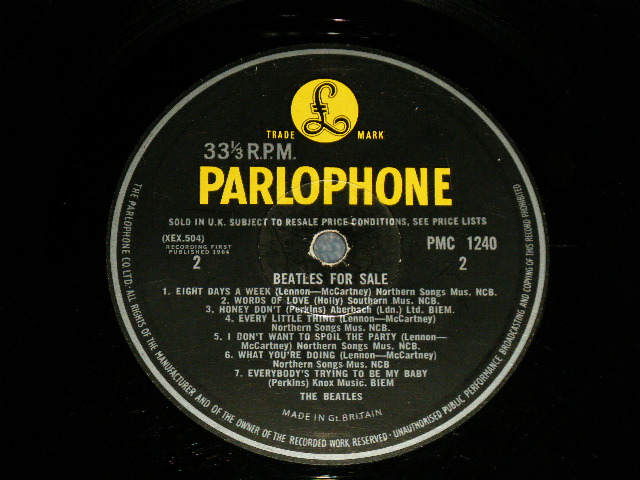 £
TRADE MARK
33⅓ R.P.M.
PARLOPHONE
SOLD IN U.K. SUBJECT TO RESALE PRICE CONDITIONS, SEE PRICE LISTS
(XEX.504)
RECORDING FIRST
PUBLISHED 1964
2
PMC 1240
2
BEATLES FOR SALE
1. EIGHT DAYS A WEEK (Lennon—McCartney) Northern Songs Mus. NCB.
2. WORDS OF LOVE (Holly) Southern Mus. NCB.
3. HONEY DON'T (Perkins) Aberbach (Ldn.) Ltd. BIEM.
4. EVERY LITTLE THING (Lennon—McCartney)
Northern Songs Mus. NCB.
5. I DON'T WANT TO SPOIL THE PARTY (Lennon—
McCartney) Northern Songs Mus. NCB.
6. WHAT YOU'RE DOING (Lennon—McCartney)
Northern Songs Mus. NCB
7. EVERYBODY'S TRYING TO BE MY BABY
(Perkins) Knox Music. BIEM
THE BEATLES
MADE IN Gt. BRITAIN
THE PARLOPHONE CO. LTD.—ALL RIGHTS OF THE MANUFACTURER AND OF THE OWNER OF THE RECORDED WORK RESERVED · UNAUTHORISED PUBLIC PERFORMANCE BROADCASTING AND COPYING OF THIS RECORD PROHIBITED